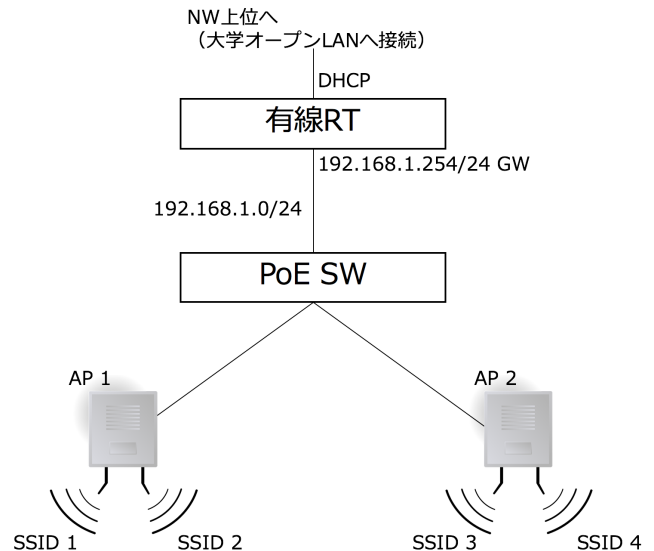 NW上位へ
（大学オープンLANへ接続）
DHCP
有線RT
192.168.1.254/24 GW
192.168.1.0/24
PoE SW
AP 1
AP 2
SSID 1
SSID 2
SSID 3
SSID 4